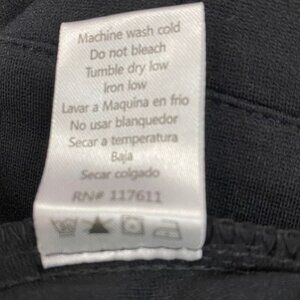 Machine wash cold
Do not bleach
Tumble dry low
Iron low
Lavar a Maquina en frio
No usar blanquedor
Secar a temperatura
Baja
Secar colgado
RN# 117611